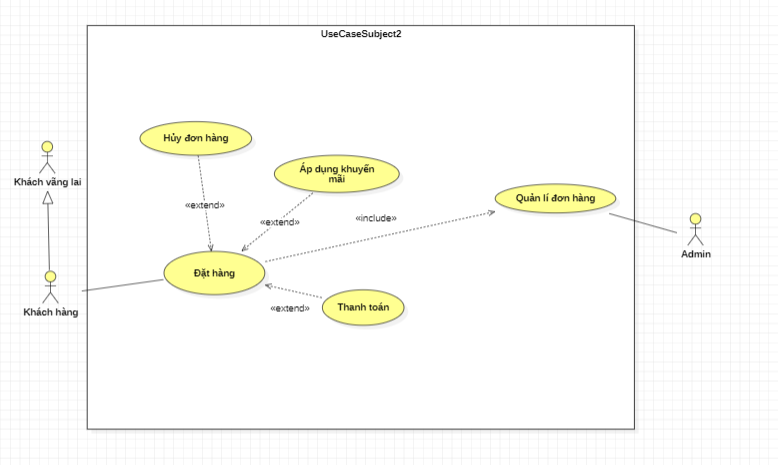 UseCaseSubject2
Hủy đơn hàng
Áp dụng khuyến
mãi
Khách vãng lai
Quản lí đơn hàng
«extend»
«extend»
«include»
Admin
Đặt hàng
Khách hàng
Thanh toán
«extend»